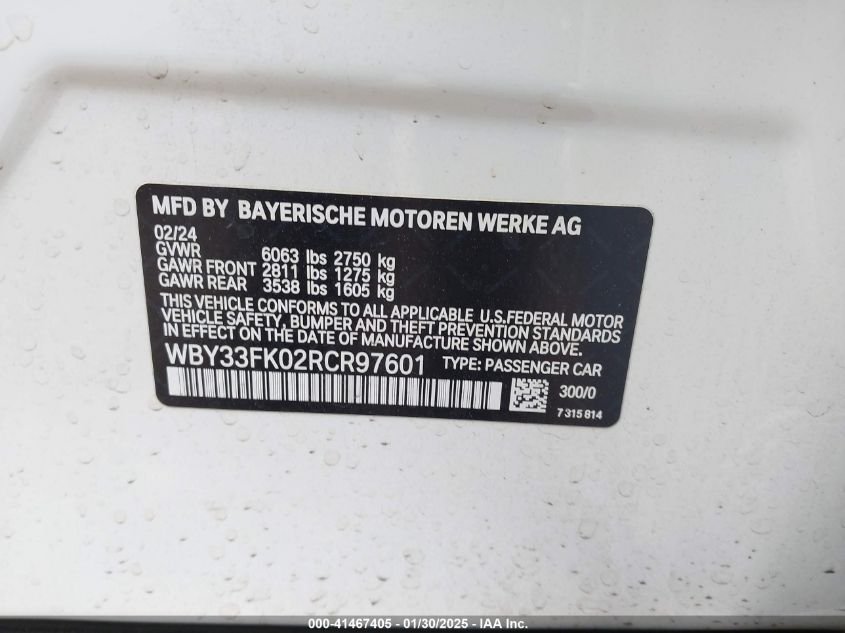 MFD BY BAYERISCHE MOTOREN WERKE AG
02/24
GVWR 6063 lbs 2750 kg
GAWR FRONT 2811 lbs 1275 kg
GAWR REAR 3538 lbs 1605 kg
THIS VEHICLE CONFORMS TO ALL APPLICABLE U.S.FEDERAL MOTOR
VEHICLE SAFETY, BUMPER AND THEFT PREVENTION STANDARDS
IN EFFECT ON THE DATE OF MANUFACTURE SHOWN ABOVE.
WBY33FK02RCR97601 TYPE: PASSENGER CAR
300/0
7 315 814
000-41467405 - 01/30/2025 - IAA Inc.